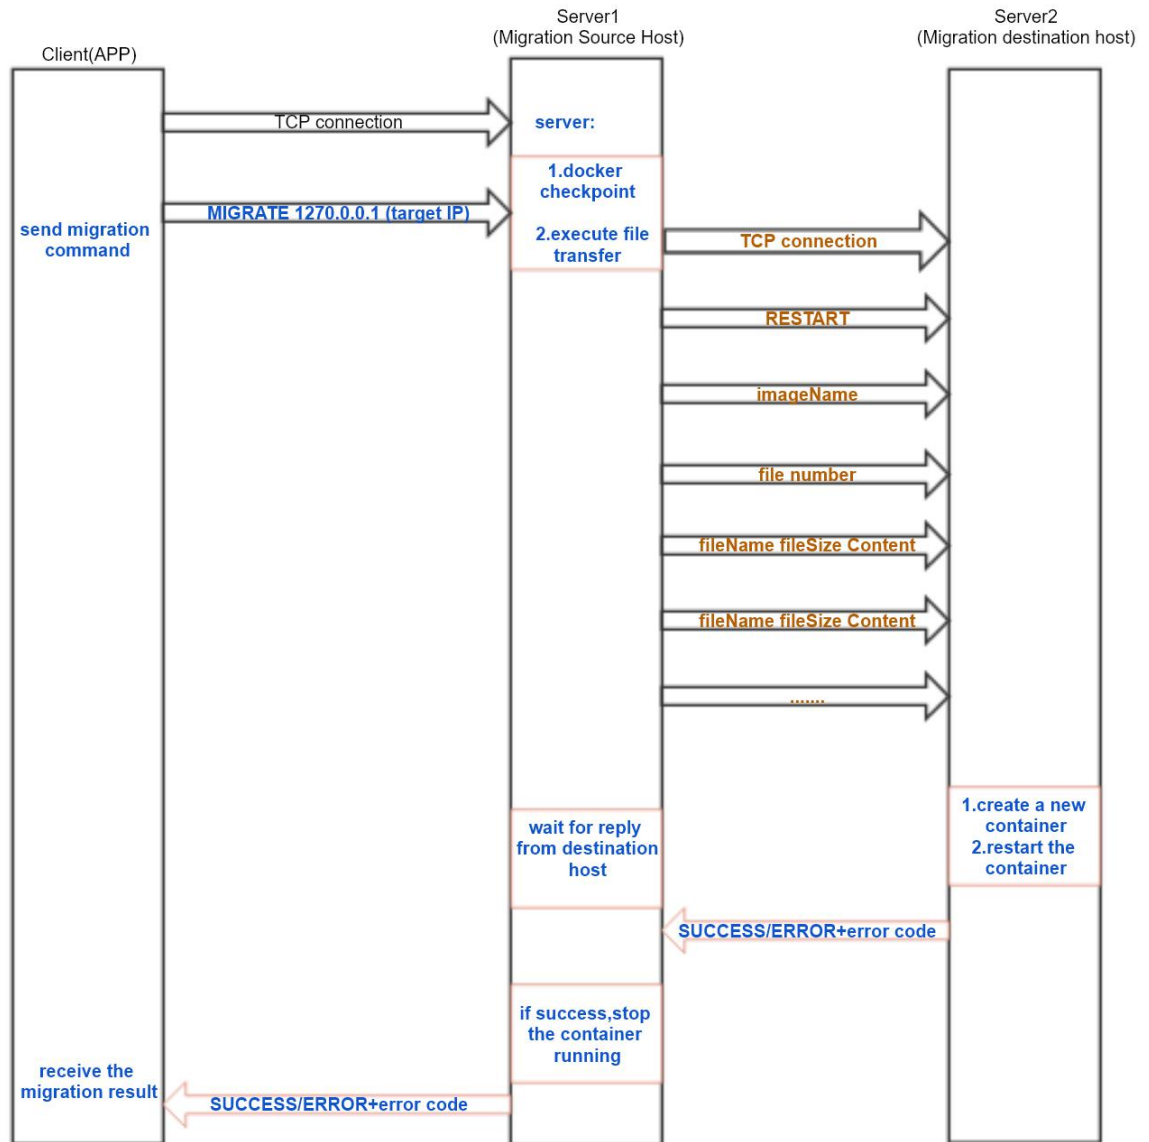 Server1
(Migration Source Host)
Server2
(Migration destination host)
Client(APP)
TCP connection
server:
1.docker
checkpoint
MIGRATE 1270.0.0.1 (target IP)
send migration
command
2.execute file
transfer
TCP connection
RESTART
imageName
file number
fileName fileSize Content
fileName fileSize Content
.......
1.create a new
container
2.restart the
container
wait for reply
from destination
host
SUCCESS/ERROR+error code
if success,stop
the container
running
receive the
migration result
SUCCESS/ERROR+error code